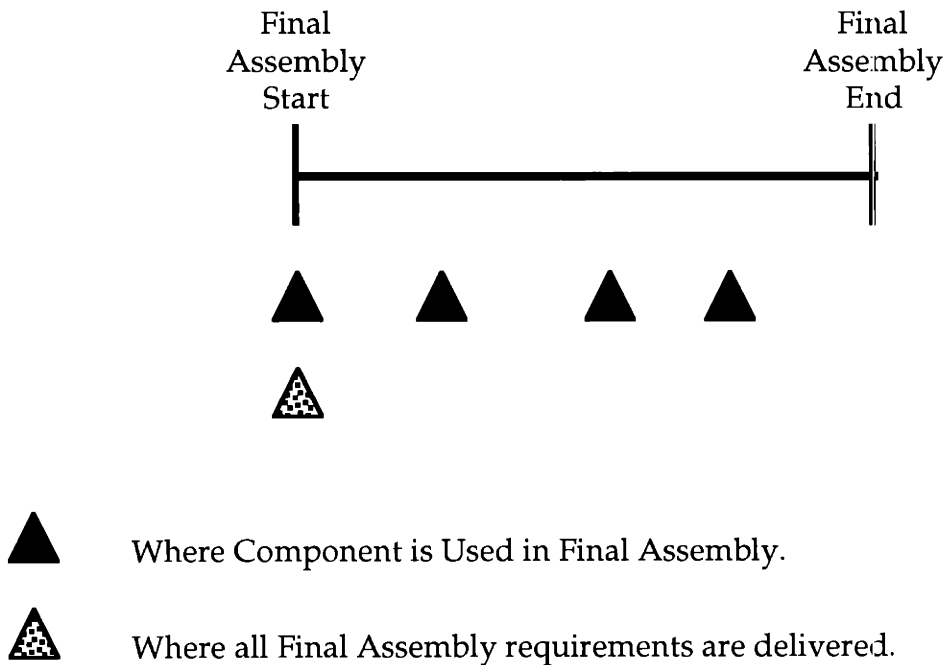 Final
Assembly
Start
Final
Assembly
End
Where Component is Used in Final Assembly.
Where all Final Assembly requirements are delivered.